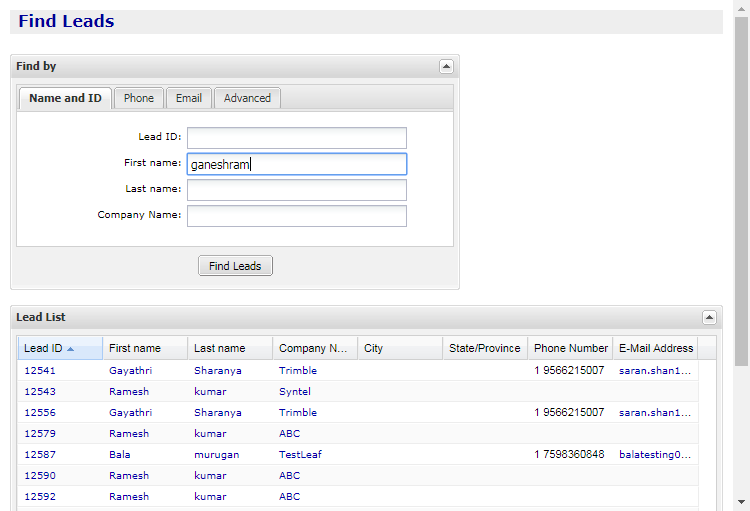 Find Leads
Find by
Name and ID Phone Email Advanced
Lead ID:
First name: ganeshram
Last name:
Company Name:
Find Leads
Lead List
Lead ID First name Last name Company N... City State/Province Phone Number E-Mail Address
12541 Gayathri Sharanya Trimble 1 9566215007 saran.shan1...
12543 Ramesh kumar Syntel
12556 Gayathri Sharanya Trimble 1 9566215007 saran.shan1...
12579 Ramesh kumar ABC
12587 Bala murugan TestLeaf 1 7598360848 balatesting0...
12590 Ramesh kumar ABC
12592 Ramesh kumar ABC